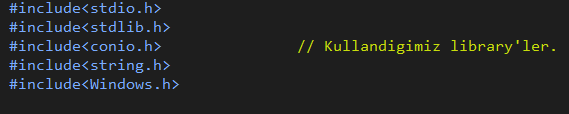 #include<stdio.h>
#include<stdlib.h>
#include<conio.h> // Kullandigimiz library'ler.
#include<string.h>
#include<Windows.h>